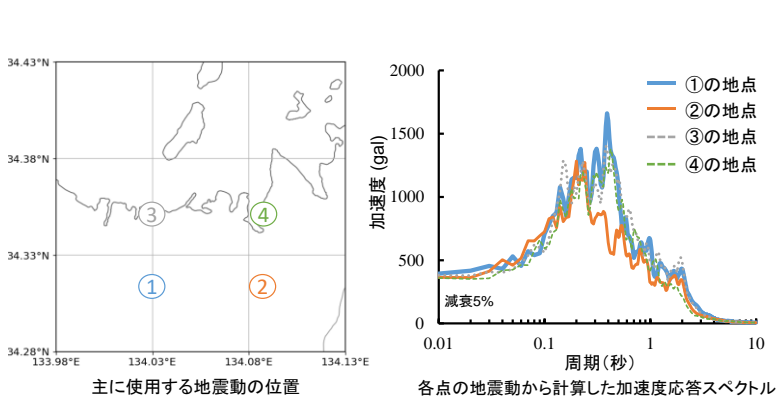 34.43°N
34.38°N
34.33°N
34.28°N
133.98°E
134.03°E
134.08°E
134.13°E
③
④
①
②
主に使用する地震動の位置
2000
1500
1000
500
0
加速度 (gal)
①の地点
②の地点
③の地点
④の地点
減衰5%
0.01
0.1
1
10
周期(秒)
各点の地震動から計算した加速度応答スペクトル